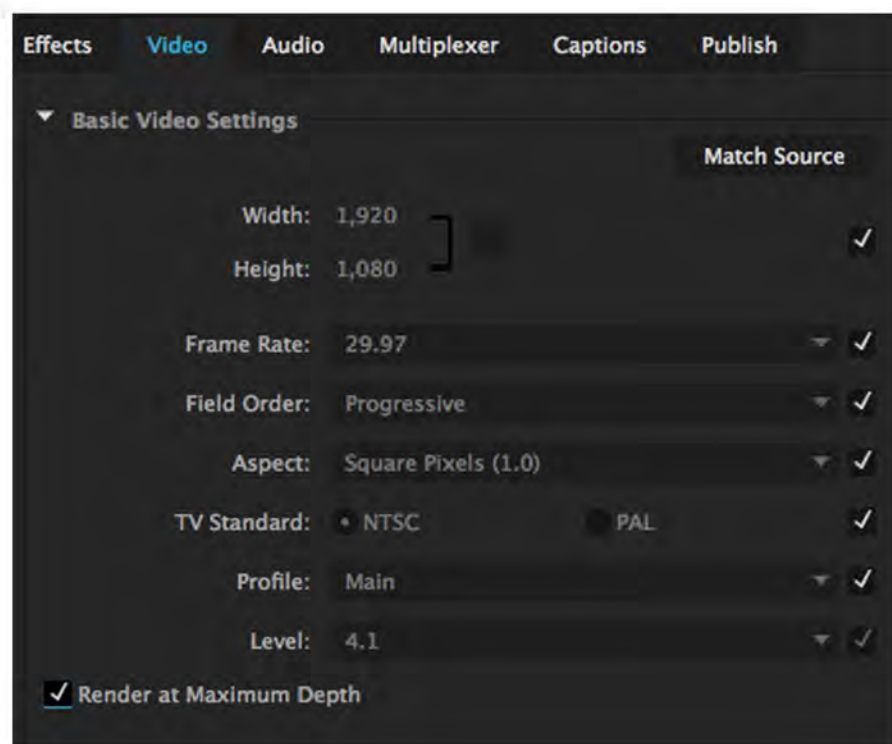 Effects Video Audio Multiplexer Captions Publish
Basic Video Settings
Match Source
Width: 1,920
Height: 1,080
Frame Rate: 29.97
Field Order: Progressive
Aspect: Square Pixels (1.0)
TV Standard: NTSC PAL
Profile: Main
Level: 4.1
Render at Maximum Depth